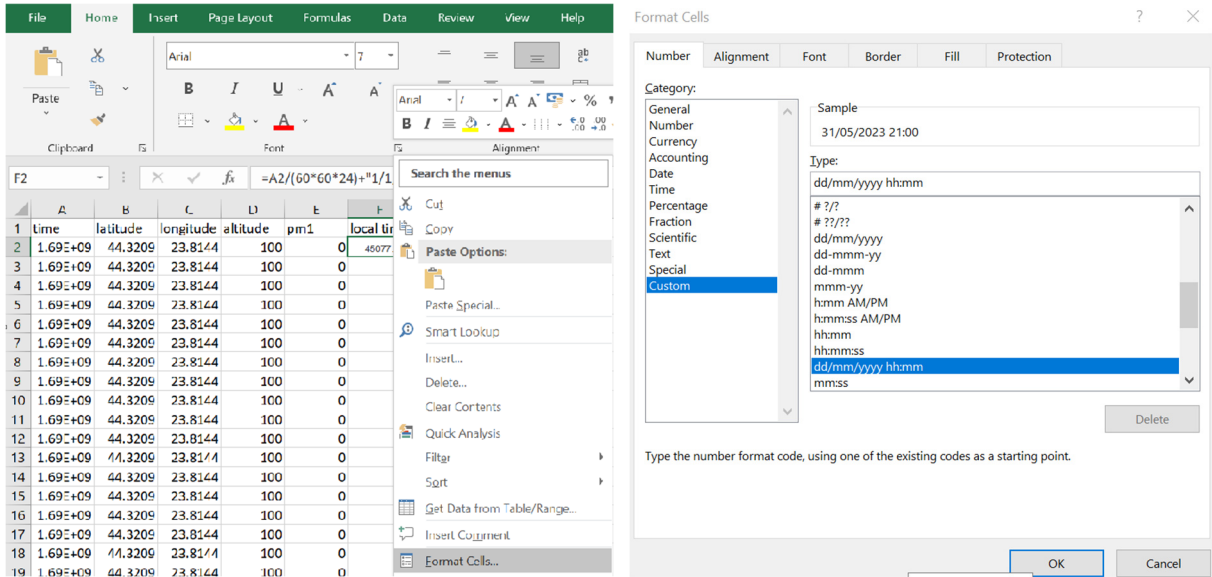 File Home Insert Page Layout Formulas Data Review View Help
Arial 7
Paste
B I U A A
Clipboard Font Alignment
Arial
A A %
B I A
F2 fx =A2/(60*60*24)+"1/1
A B C D E F
1 time latitude longitude altitude pm1 local tir
2 1.69E+09 44.3209 23.8144 100 0 45077
3 1.69E+09 44.3209 23.8144 100 0
4 1.69E+09 44.3209 23.8144 100 0
5 1.69E+09 44.3209 23.8144 100 0
6 1.69E+09 44.3209 23.8144 100 0
7 1.69E+09 44.3209 23.8144 100 0
8 1.69E+09 44.3209 23.8144 100 0
9 1.69E+09 44.3209 23.8144 100 0
10 1.69E+09 44.3209 23.8144 100 0
11 1.69E+09 44.3209 23.8144 100 0
12 1.69E+09 44.3209 23.8144 100 0
13 1.69E+09 44.3209 23.8144 100 0
14 1.69E+09 44.3209 23.8144 100 0
15 1.69E+09 44.3209 23.8144 100 0
16 1.69E+09 44.3209 23.8144 100 0
17 1.69E+09 44.3209 23.8144 100 0
18 1.69E+09 44.3209 23.8144 100 0
19 1.69E+09 44.3209 23.8144 100 0
Search the menus
Cut
Copy
Paste Options:
Paste Special...
Smart Lookup
Insert...
Delete...
Clear Contents
Quick Analysis
Filter
Sort
Get Data from Table/Range...
Insert Comment
Format Cells...
Format Cells ?
Number Alignment Font Border Fill Protection
Category:
General
Number
Currency
Accounting
Date
Time
Percentage
Fraction
Scientific
Text
Special
Custom
Sample
31/05/2023 21:00
Type:
dd/mm/yyyy hh:mm
# ?/?
# ??/??
dd/mm/yyyy
dd-mmm-yy
dd-mmm
mmm-yy
h:mm AM/PM
h:mm:ss AM/PM
hh:mm
hh:mm:ss
dd/mm/yyyy hh:mm
mm:ss
Delete
Type the number format code, using one of the existing codes as a starting point.
OK Cancel